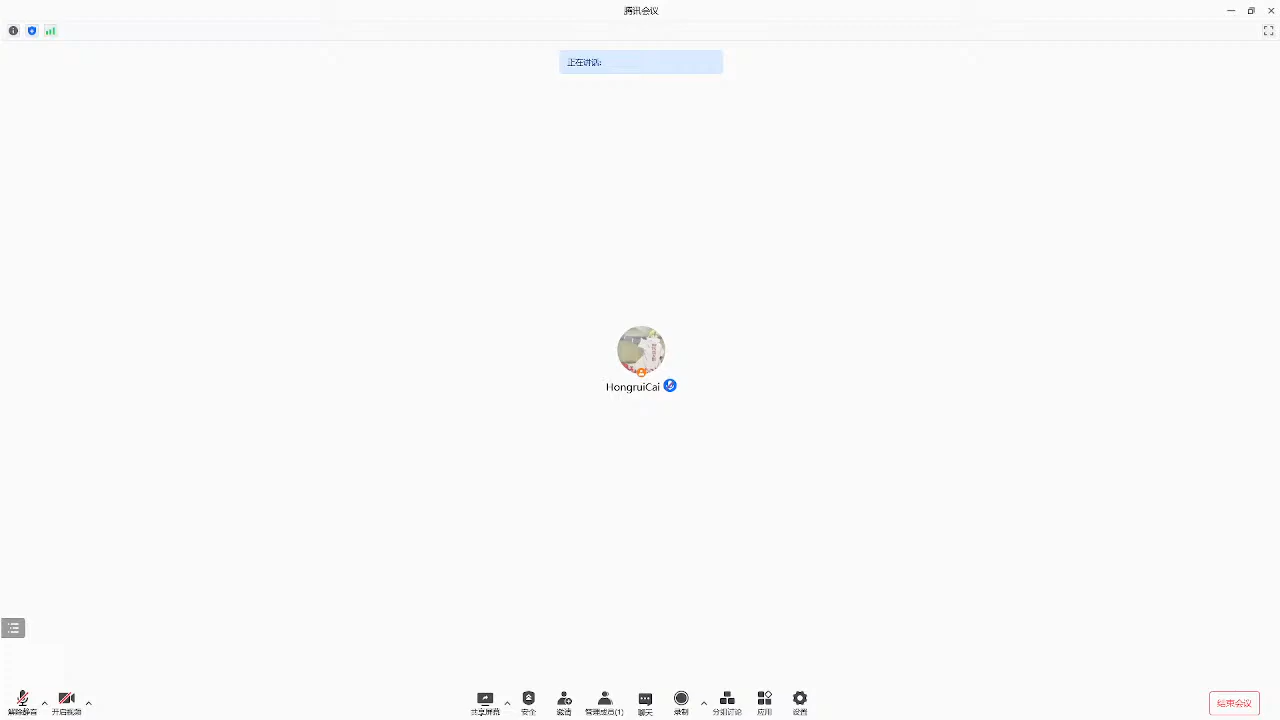 腾讯会议
正在讲话:
HongruiCai
解除静音
开启视频
共享屏幕
安全
邀请
管理成员(1)
聊天
录制
分组讨论
应用
设置
结束会议